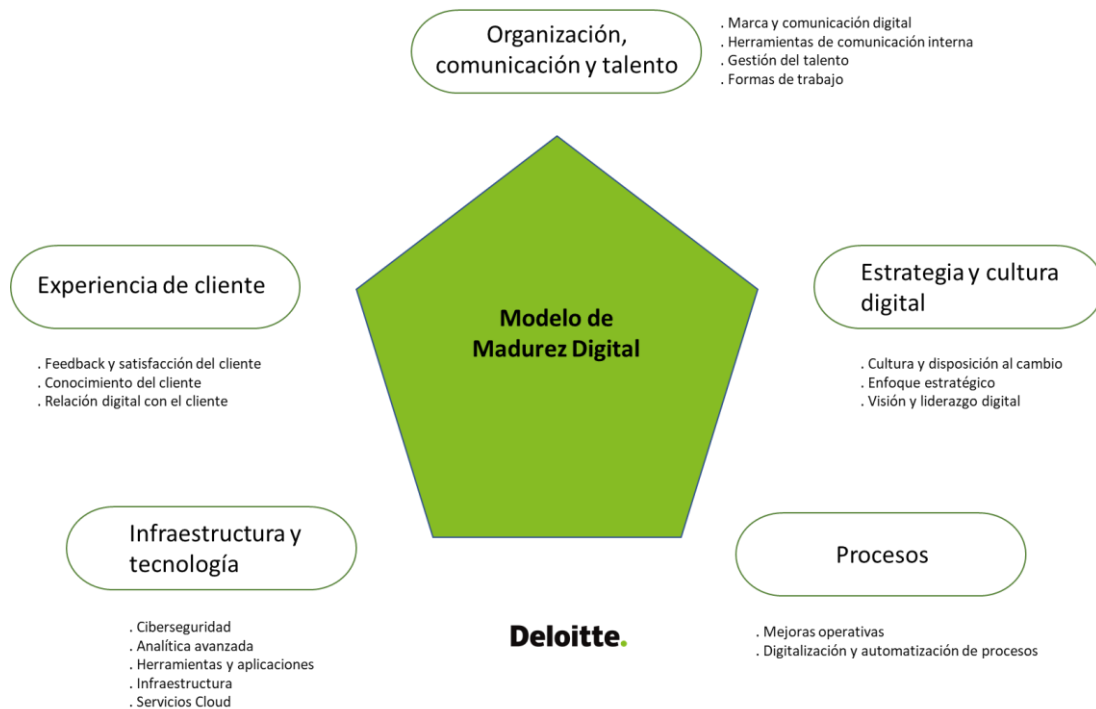 Organización,
comunicación y talento
. Marca y comunicación digital
. Herramientas de comunicación interna
. Gestión del talento
. Formas de trabajo
Experiencia de cliente
. Feedback y satisfacción del cliente
. Conocimiento del cliente
. Relación digital con el cliente
Modelo de
Madurez Digital
Estrategia y cultura
digital
. Cultura y disposición al cambio
. Enfoque estratégico
. Visión y liderazgo digital
Infraestructura y
tecnología
. Ciberseguridad
. Analítica avanzada
. Herramientas y aplicaciones
. Infraestructura
. Servicios Cloud
Deloitte.
Procesos
. Mejoras operativas
. Digitalización y automatización de procesos